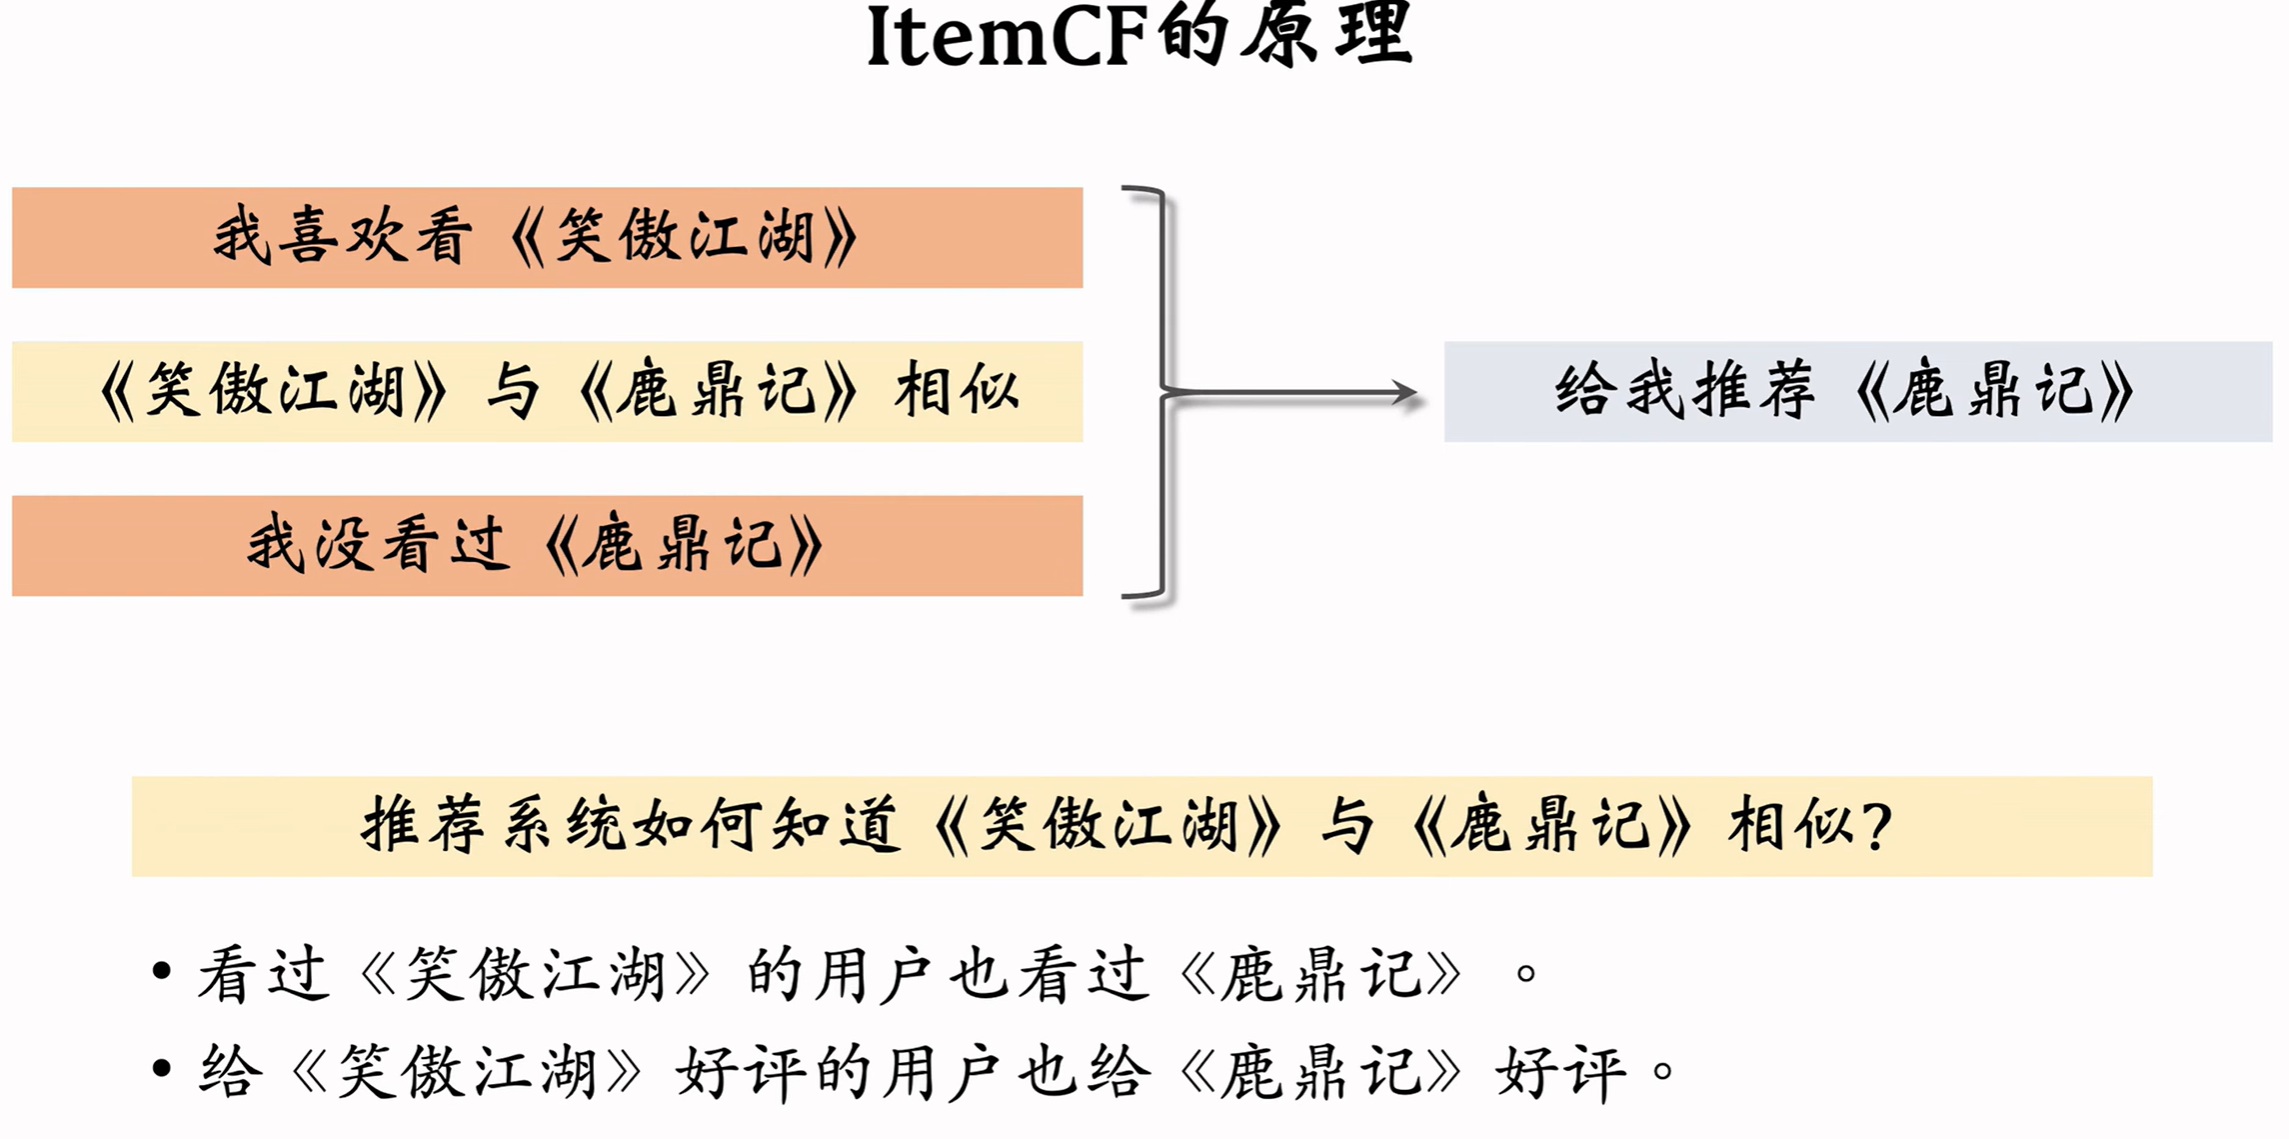 ItemCF的原理
我喜欢看《笑傲江湖》
《笑傲江湖》与《鹿鼎记》相似
我没看过《鹿鼎记》
给我推荐《鹿鼎记》
推荐系统如何知道《笑傲江湖》与《鹿鼎记》相似?
• 看过《笑傲江湖》的用户也看过《鹿鼎记》。
• 给《笑傲江湖》好评的用户也给《鹿鼎记》好评。